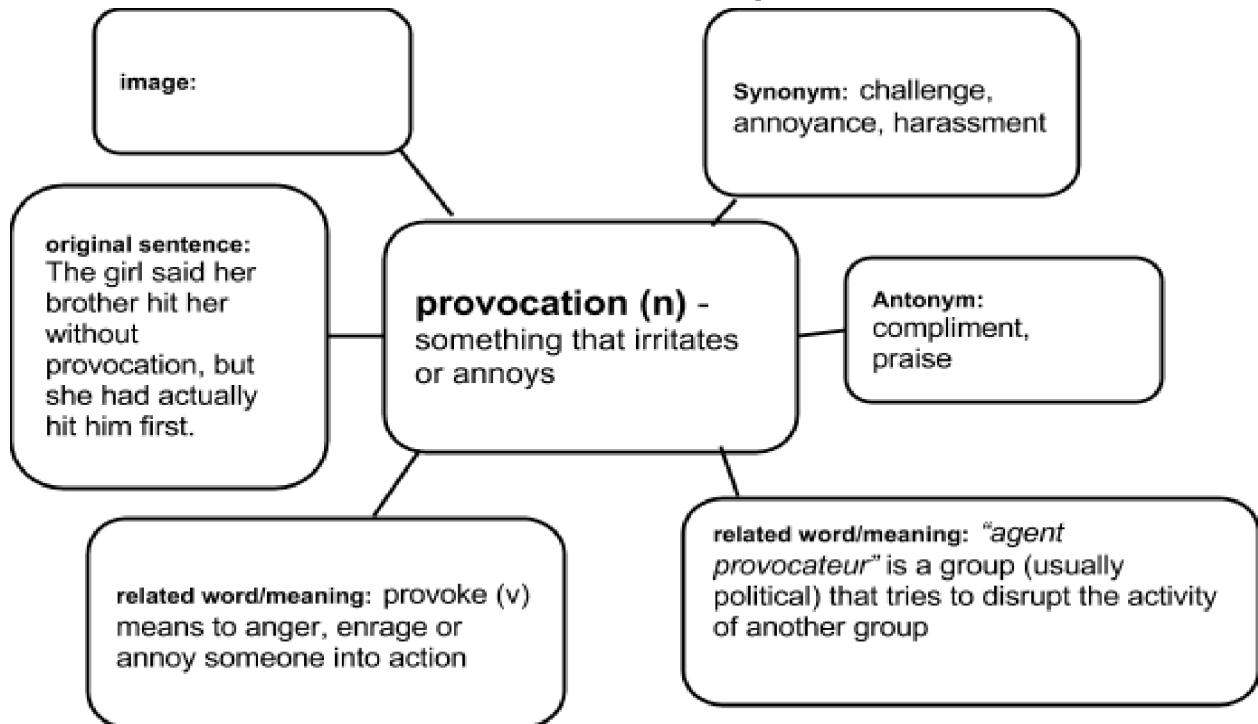 image:
Synonym: challenge,
annoyance, harassment
original sentence:
The girl said her
brother hit her
without
provocation, but
she had actually
hit him first.
provocation (n) -
something that irritates
or annoys
Antonym:
compliment,
praise
related word/meaning: provoke (v)
means to anger, enrage or
annoy someone into action
related word/meaning: “agent
provocateur” is a group (usually
political) that tries to disrupt the activity
of another group